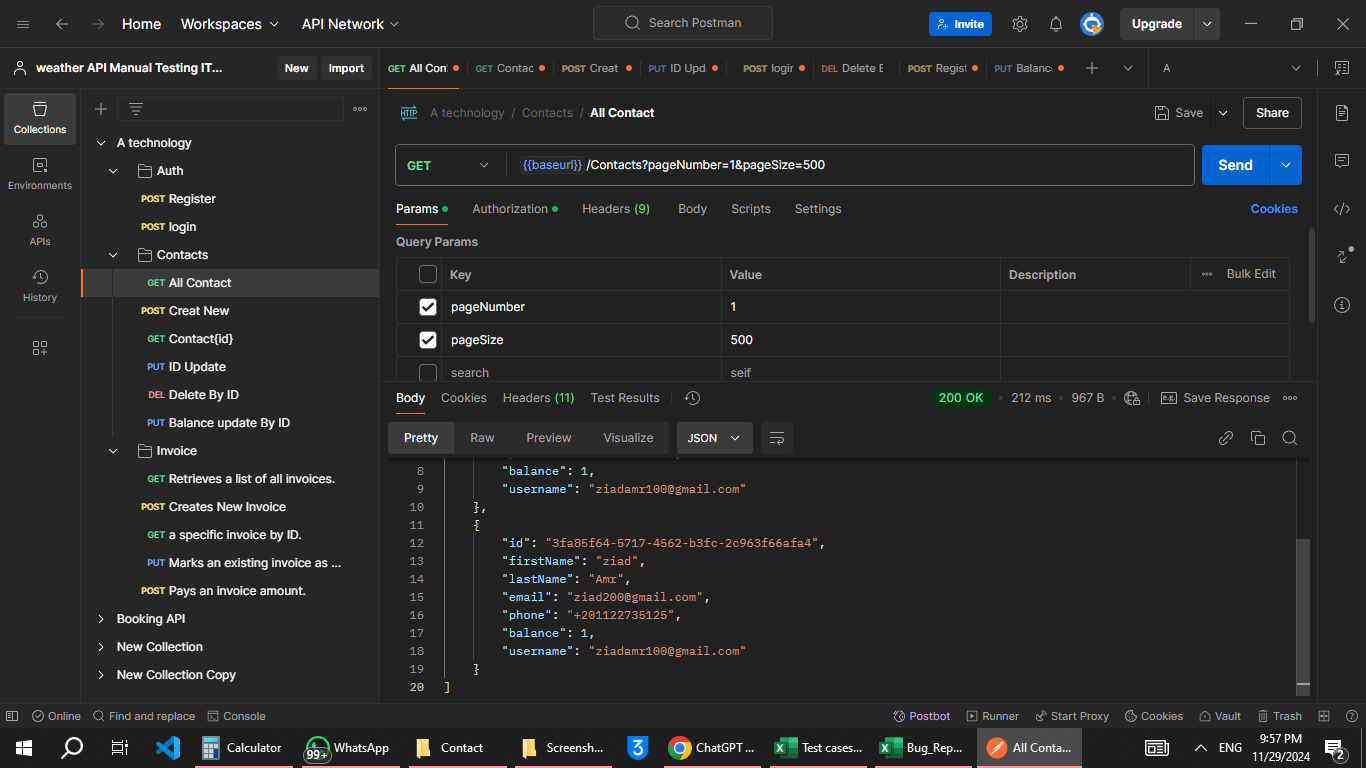 Home Workspaces API Network Search Postman Invite Upgrade
weather API Manual Testing IT... New Import GET All Con GET Contac POST Creat PUT ID Upd POST login DEL Delete E POST Regist PUT Balanc A
Collections
Environments
APIs
History
A technology
Auth
POST Register
POST login
Contacts
GET All Contact
POST Creat New
GET Contact{id}
PUT ID Update
DEL Delete By ID
PUT Balance update By ID
Invoice
GET Retrieves a list of all invoices.
POST Creates New Invoice
GET a specific invoice by ID.
PUT Marks an existing invoice as ...
POST Pays an invoice amount.
Booking API
New Collection
New Collection Copy
HTTP A technology / Contacts / All Contact Save Share
GET {{baseurl}} /Contacts?pageNumber=1&pageSize=500 Send
Params Authorization Headers (9) Body Scripts Settings Cookies
Query Params
Key Value Description Bulk Edit
pageNumber 1
pageSize 500
search seif
Body Cookies Headers (11) Test Results 200 OK 212 ms 967 B e.g. Save Response
Pretty Raw Preview Visualize JSON
8 "balance": 1,
9 "username": "ziadamr100@gmail.com"
10 },
11 {
12 "id": "3fa85f64-5717-4562-b3fc-2c963f66afa4",
13 "firstName": "ziad",
14 "lastName": "Amr",
15 "email": "ziad200@gmail.com",
16 "phone": "+201122735125",
17 "balance": 1,
18 "username": "ziadamr100@gmail.com"
19 }
20 ]
Online Find and replace Console Postbot Runner Start Proxy Cookies Vault Trash
Calculator 99+ WhatsApp Contact Screensh... 3 ChatGPT ... Test cases... Bug_Rep... All Conta... ENG 9:57 PM 11/29/2024 2